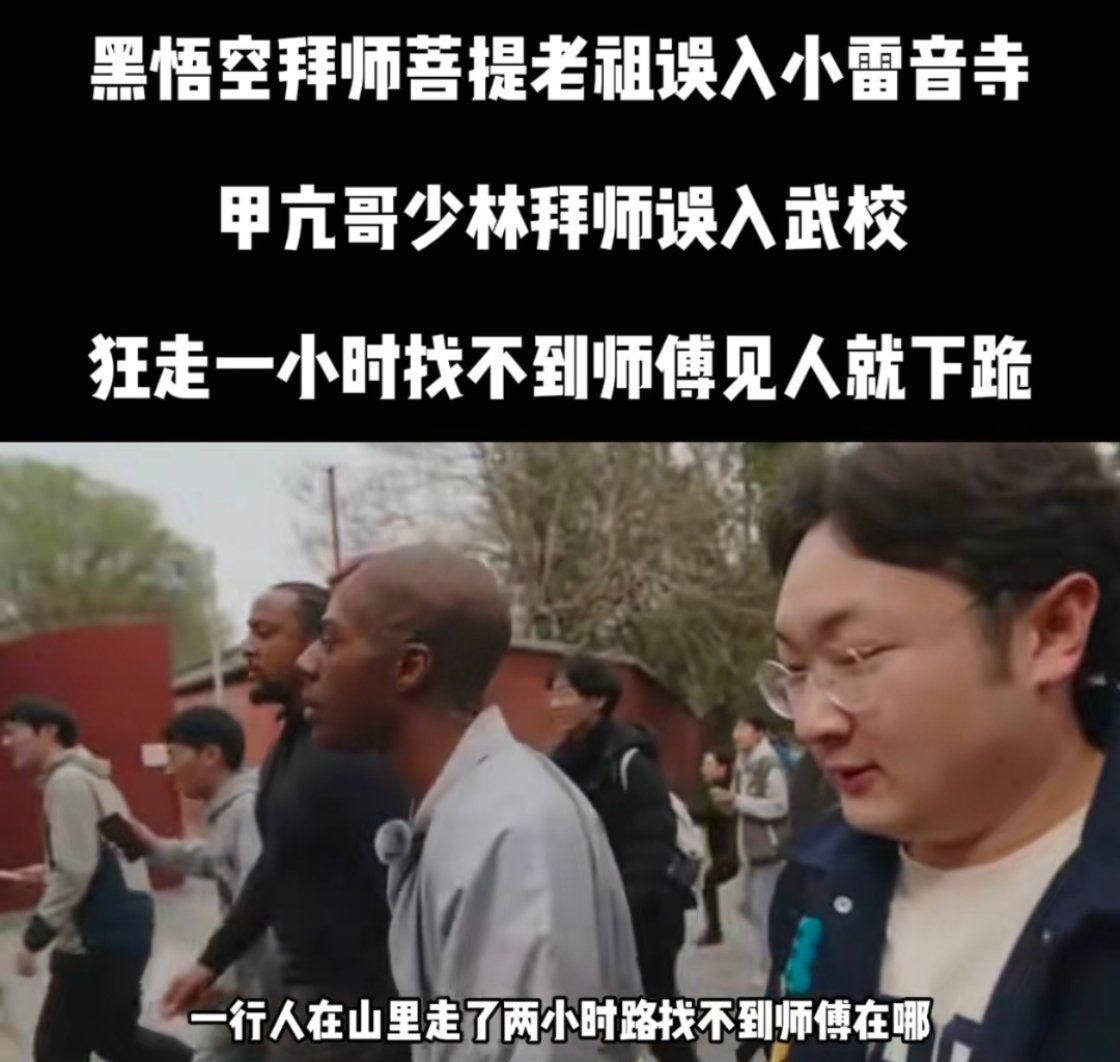 黑悟空拜师菩提老祖误入小雷音寺
甲亢哥少林拜师误入武校
狂走一小时找不到师傅见人就下跪
一行人在山里走了两小时路找不到师傅在哪